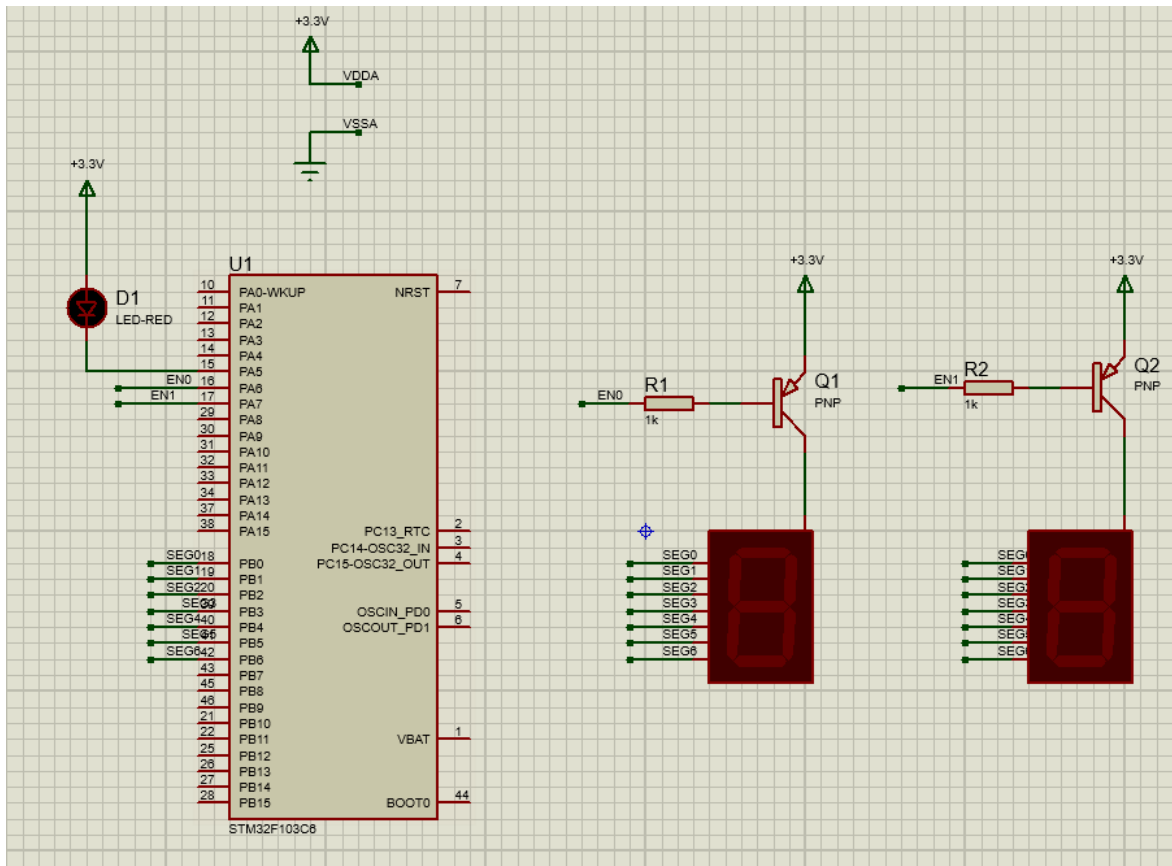 +3.3V
VDDA
VSSA
+3.3V
D1
LED-RED
U1
10 PA0-WKUP NRST 7
11 PA1
12 PA2
13 PA3
14 PA4
15 PA5
EN0 16 PA6
EN1 17 PA7
29 PA8
30 PA9
31 PA10
32 PA11
33 PA12
34 PA13
37 PA14
38 PA15 PC13_RTC 2
PC14-OSC32_IN 3
SEG0 18 PB0 PC15-OSC32_OUT 4
SEG1 19 PB1
SEG2 20 PB2
SEG3 39 PB3 OSCIN_PD0 5
SEG4 40 PB4 OSCOUT_PD1 6
SEG5 41 PB5
SEG6 42 PB6
43 PB7
45 PB8
46 PB9
21 PB10
22 PB11 VBAT 1
25 PB12
26 PB13
27 PB14
28 PB15 BOOT0 44
STM32F103C6
+3.3V
EN0
R1
1k
Q1
PNP
SEG0
SEG1
SEG2
SEG3
SEG4
SEG5
SEG6
+3.3V
EN1
R2
1k
Q2
PNP